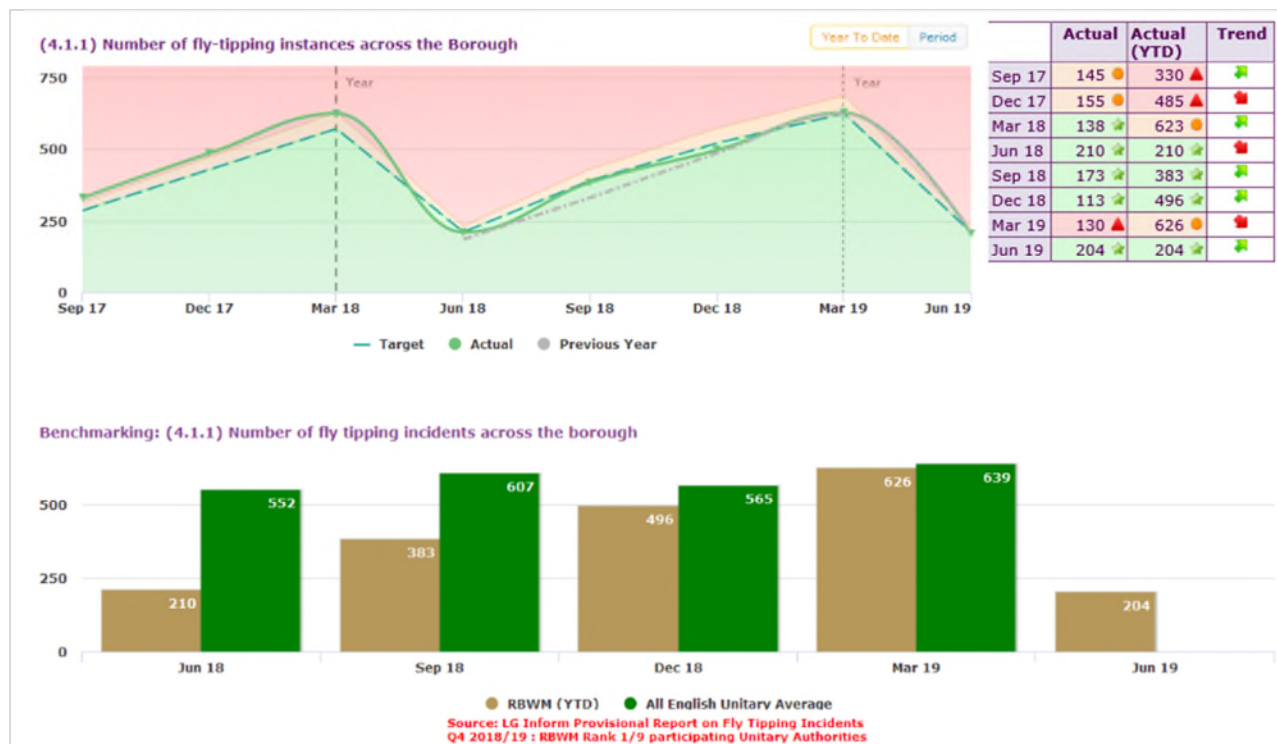 (4.1.1) Number of fly-tipping instances across the Borough
Year To Date Period
750
500
250
0
Year
Year
Sep 17 Dec 17 Mar 18 Jun 18 Sep 18 Dec 18 Mar 19 Jun 19
Target Actual Previous Year
Actual Actual (YTD) Trend
Sep 17 145 330
Dec 17 155 485
Mar 18 138 623
Jun 18 210 210
Sep 18 173 383
Dec 18 113 496
Mar 19 130 626
Jun 19 204 204
Benchmarking: (4.1.1) Number of fly tipping incidents across the borough
500
250
0
210 552
383 607
496 565
626 639
204
Jun 18 Sep 18 Dec 18 Mar 19 Jun 19
RBWM (YTD) All English Unitary Average
Source: LG Inform Provisional Report on Fly Tipping Incidents
Q4 2018/19 : RBWM Rank 1/9 participating Unitary Authorities